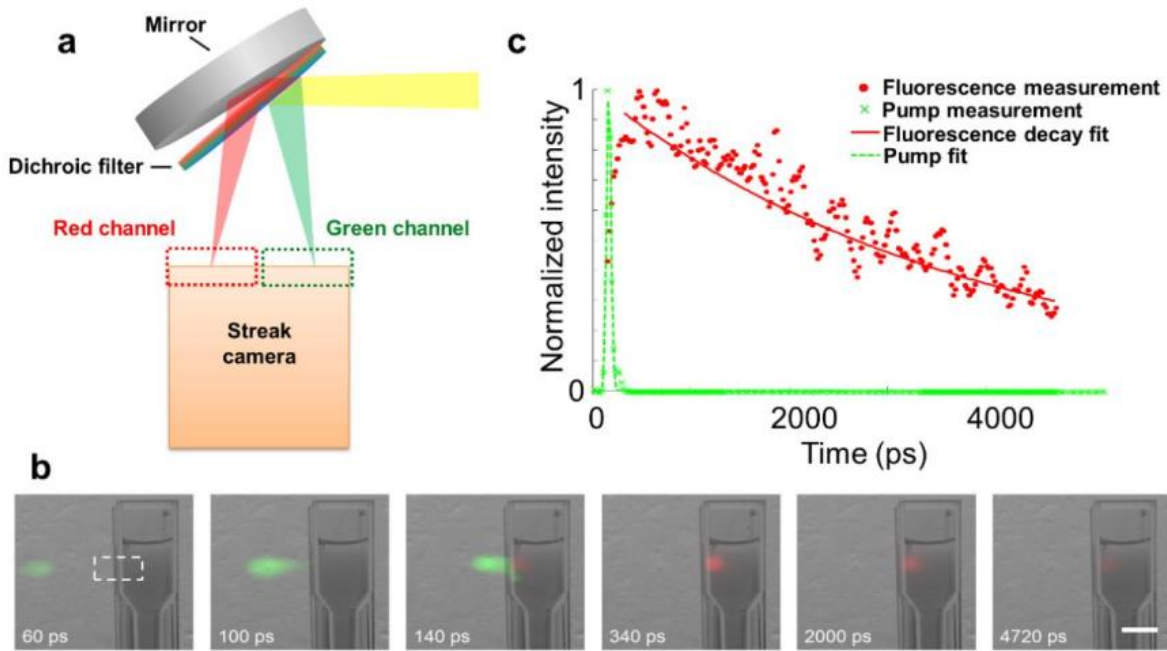 a
Mirror
Dichroic filter
Red channel
Green channel
Streak
camera
c
Fluorescence measurement
Pump measurement
Fluorescence decay fit
Pump fit
Normalized intensity
1
0
0
2000
4000
Time (ps)
b
60 ps
100 ps
140 ps
340 ps
2000 ps
4720 ps